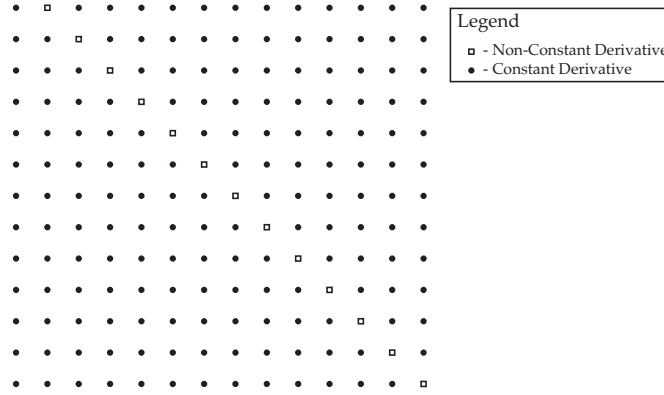 Legend
- Non-Constant Derivative
- Constant Derivative